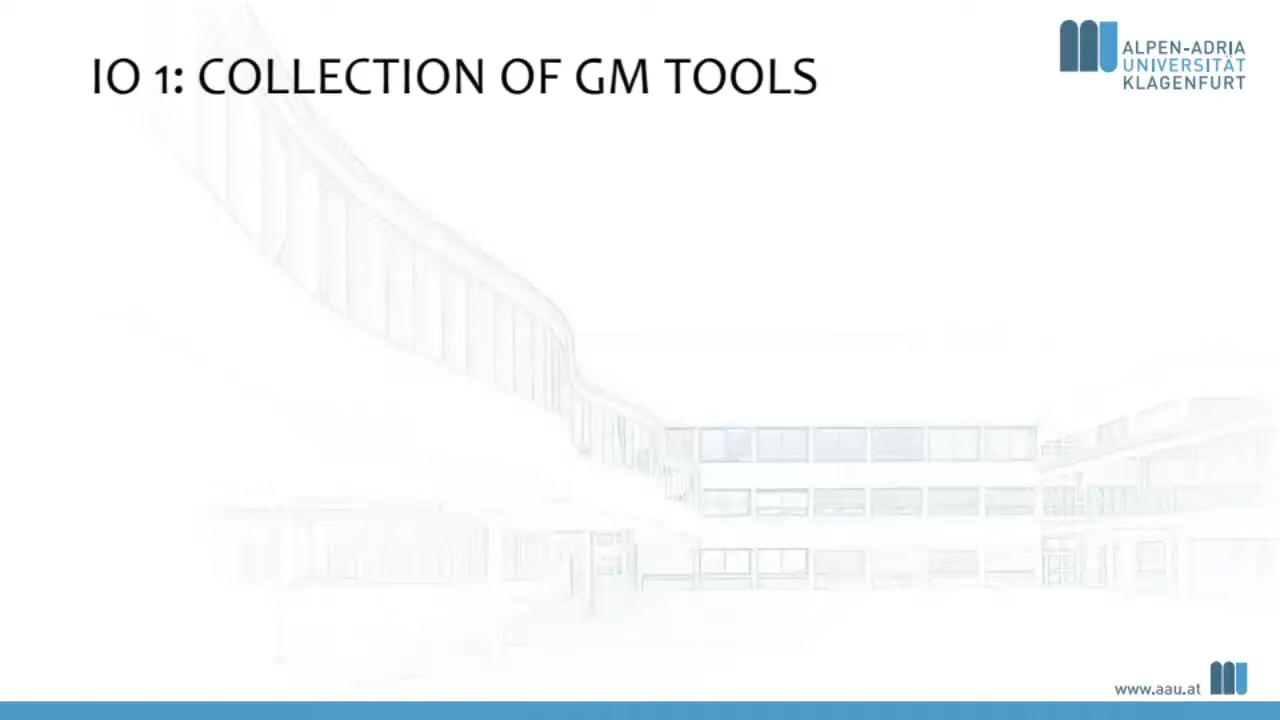 IO 1: COLLECTION OF GM TOOLS
ALPEN-ADRIA
UNIVERSITÄT
KLAGENFURT
www.aau.at